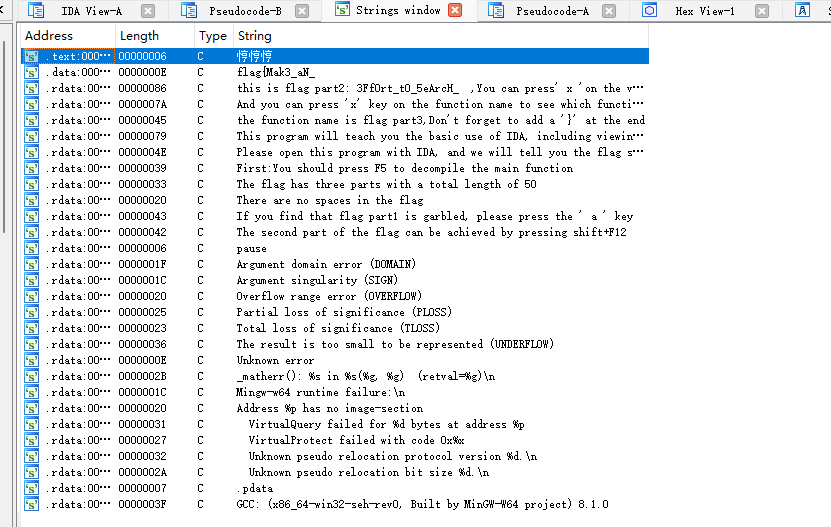 IDA View-A Pseudocode-B Strings window Pseudocode-A Hex View-1
Address Length Type C String
.text:000… 00000006 C 悙悙悙
.data:000… 0000000E C flag{Mak3_aN_
.rdata:00… 00000086 C this is flag part2: 3Ff0rt_tO_5eArcH_ ,You can press' x 'on the v…
.rdata:00… 0000007A C And you can press 'x' key on the function name to see which functi…
.rdata:00… 00000045 C the function name is flag part3,Don't forget to add a '}' at the end
.rdata:00… 00000079 C This program will teach you the basic use of IDA, including viewin…
.rdata:00… 0000004E C Please open this program with IDA, and we will tell you the flag s…
.rdata:00… 00000039 C First:You should press F5 to decompile the main function
.rdata:00… 00000033 C The flag has three parts with a total length of 50
.rdata:00… 00000020 C There are no spaces in the flag
.rdata:00… 00000043 C If you find that flag part1 is garbled, please press the ' a ' key
.rdata:00… 00000042 C The second part of the flag can be achieved by pressing shift+F12
.rdata:00… 00000006 C pause
.rdata:00… 0000001F C Argument domain error (DOMAIN)
.rdata:00… 0000001C C Argument singularity (SIGN)
.rdata:00… 00000020 C Overflow range error (OVERFLOW)
.rdata:00… 00000025 C Partial loss of significance (PLOSS)
.rdata:00… 00000023 C Total loss of significance (TLOSS)
.rdata:00… 00000036 C The result is too small to be represented (UNDERFLOW)
.rdata:00… 0000000E C Unknown error
.rdata:00… 0000002B C _matherr(): %s in %s(%g, %g)  (retval=%g)\n
.rdata:00… 0000001C C Mingw-w64 runtime failure:\n
.rdata:00… 00000020 C Address %p has no image-section
.rdata:00… 00000031 C VirtualQuery failed for %d bytes at address %p
.rdata:00… 00000027 C VirtualProtect failed with code 0x%x
.rdata:00… 00000032 C Unknown pseudo relocation protocol version %d.\n
.rdata:00… 0000002A C Unknown pseudo relocation bit size %d.\n
.rdata:00… 00000007 C .pdata
.rdata:00… 0000003F C GCC: (x86_64-win32-seh-rev0, Built by MinGW-W64 project) 8.1.0